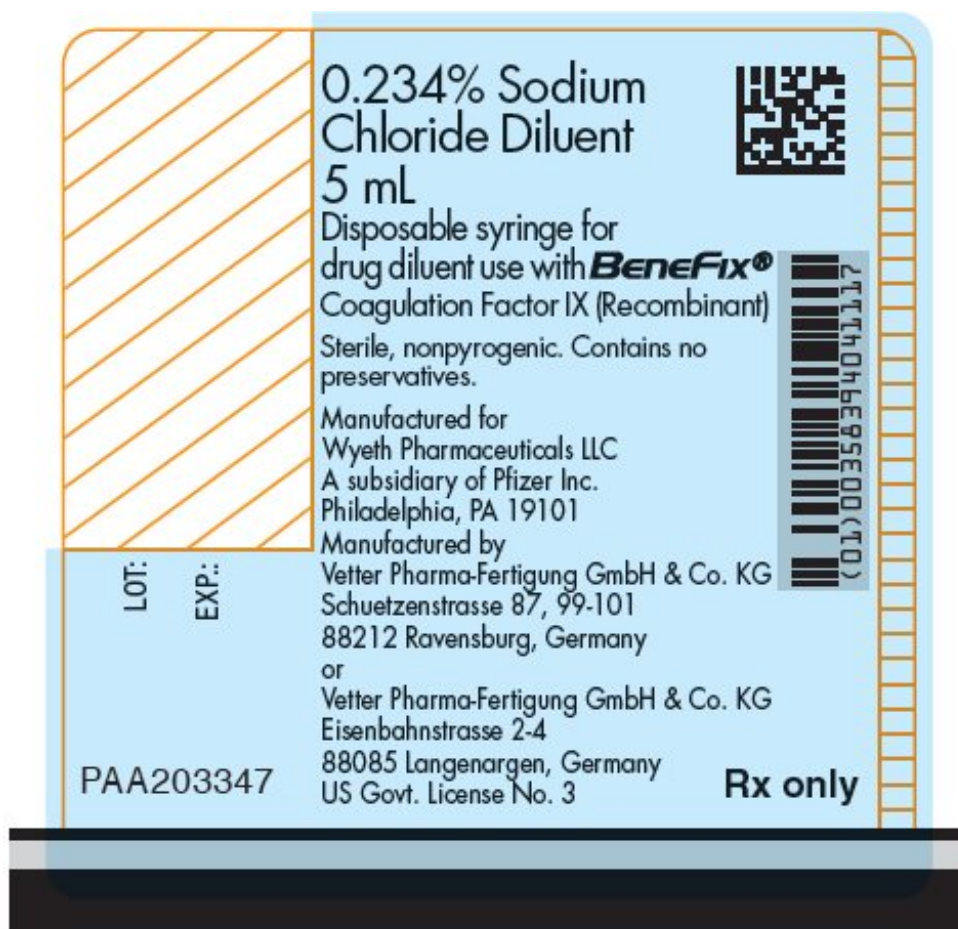 0.234% Sodium
Chloride Diluent
5 mL
Disposable syringe for
drug diluent use with BeneFix®
Coagulation Factor IX (Recombinant)
Sterile, nonpyrogenic. Contains no
preservatives.
Manufactured for
Wyeth Pharmaceuticals LLC
A subsidiary of Pfizer Inc.
Philadelphia, PA 19101
Manufactured by
Vetter Pharma-Fertigung GmbH & Co. KG
Schuetzenstrasse 87, 99-101
88212 Ravensburg, Germany
or
Vetter Pharma-Fertigung GmbH & Co. KG
Eisenbahnstrasse 2-4
88085 Langenargen, Germany
US Govt. License No. 3
Rx only
(01)00358394041117
LOT:
EXP.:
PAA203347